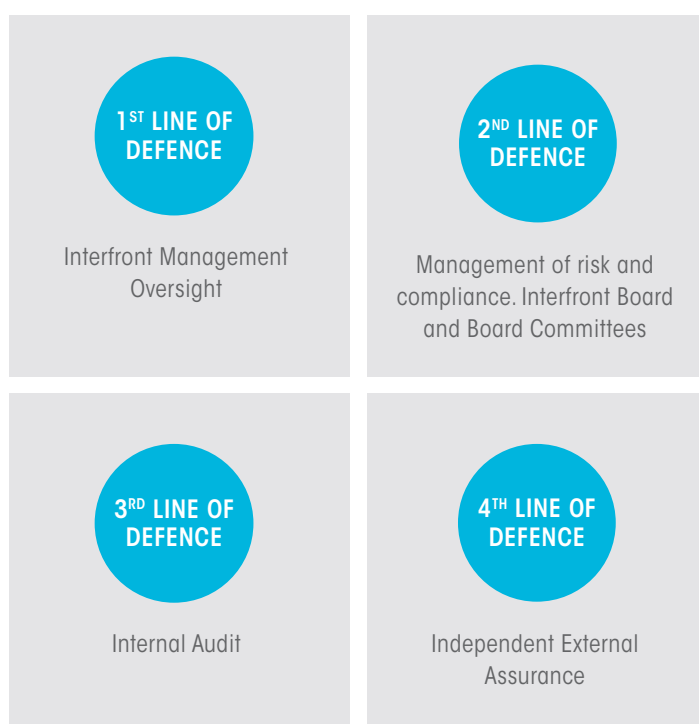 1ST LINE OF
DEFENCE
Interfront Management
Oversight
2ND LINE OF
DEFENCE
Management of risk and
compliance. Interfront Board
and Board Committees
3RD LINE OF
DEFENCE
Internal Audit
4TH LINE OF
DEFENCE
Independent External
Assurance